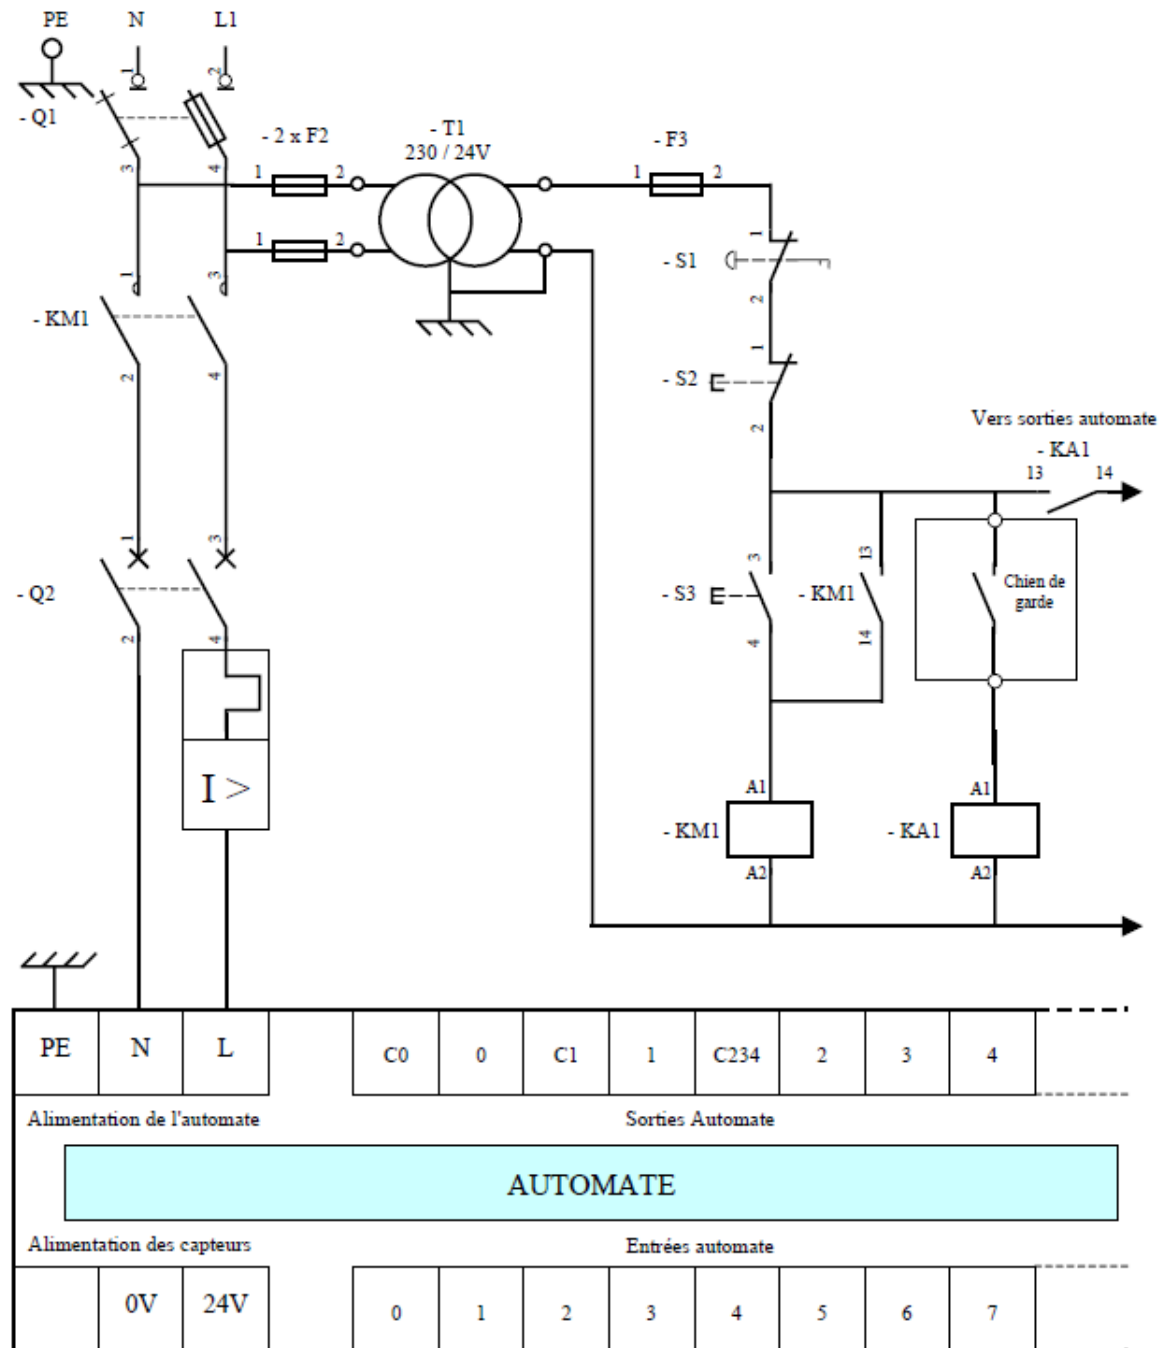 PE N L1
1 2
- Q1
3 4
- 2 x F2
1 2
1 2
- T1
230 / 24V
- F3
1 2
1
- S1
2
1 3
- KM1
2 4
1
- S2
2
Vers sorties automate
- KA1
13 14
1 3
- Q2
2 4
3
- S3
4
13
- KM1
14
Chien de
garde
I >
A1
- KM1
A2
A1
- KA1
A2
PE N L
C0 0 C1 1 C234 2 3 4
Alimentation de l'automate
Sorties Automate
AUTOMATE
Alimentation des capteurs
Entrées automate
0V 24V
0 1 2 3 4 5 6 7